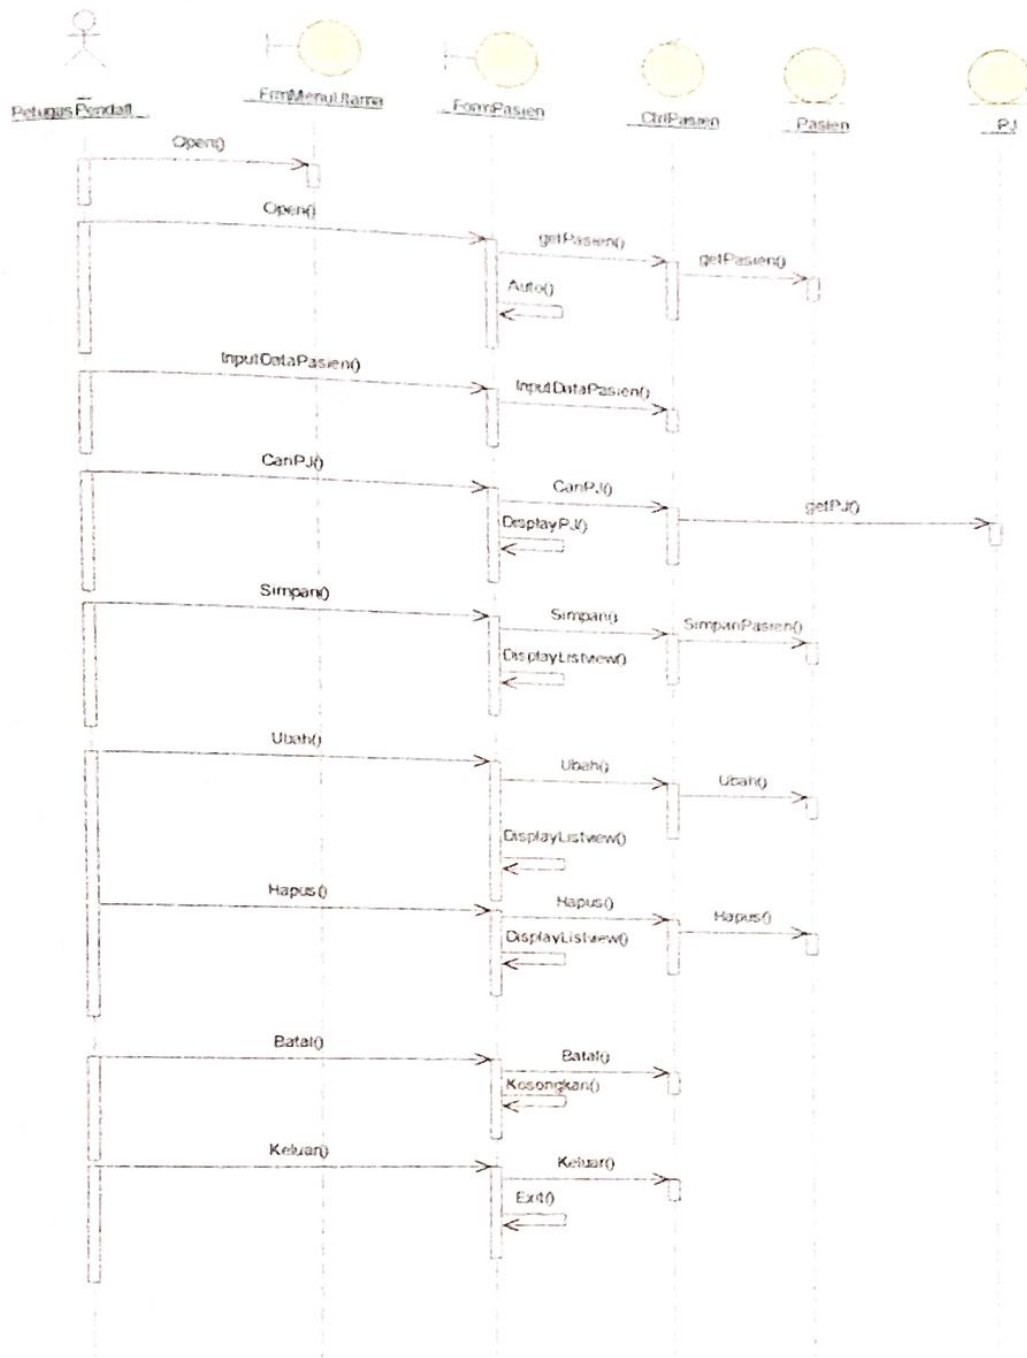 Petugas Pendaft
FrmMenuUtama
FormPasien
CtrlPasien
Pasien
PJ
Open()
Open()
getPasien()
getPasien()
Auto()
InputDataPasien()
InputDataPasien()
CariPJ()
CariPJ()
getPJ()
DisplayPJ()
Simpan()
Simpan()
SimpanPasien()
DisplayListview()
Ubah()
Ubah()
Ubah()
DisplayListview()
Hapus()
Hapus()
Hapus()
DisplayListview()
Batal()
Batal()
Kosongkan()
Keluar()
Keluar()
Exit()